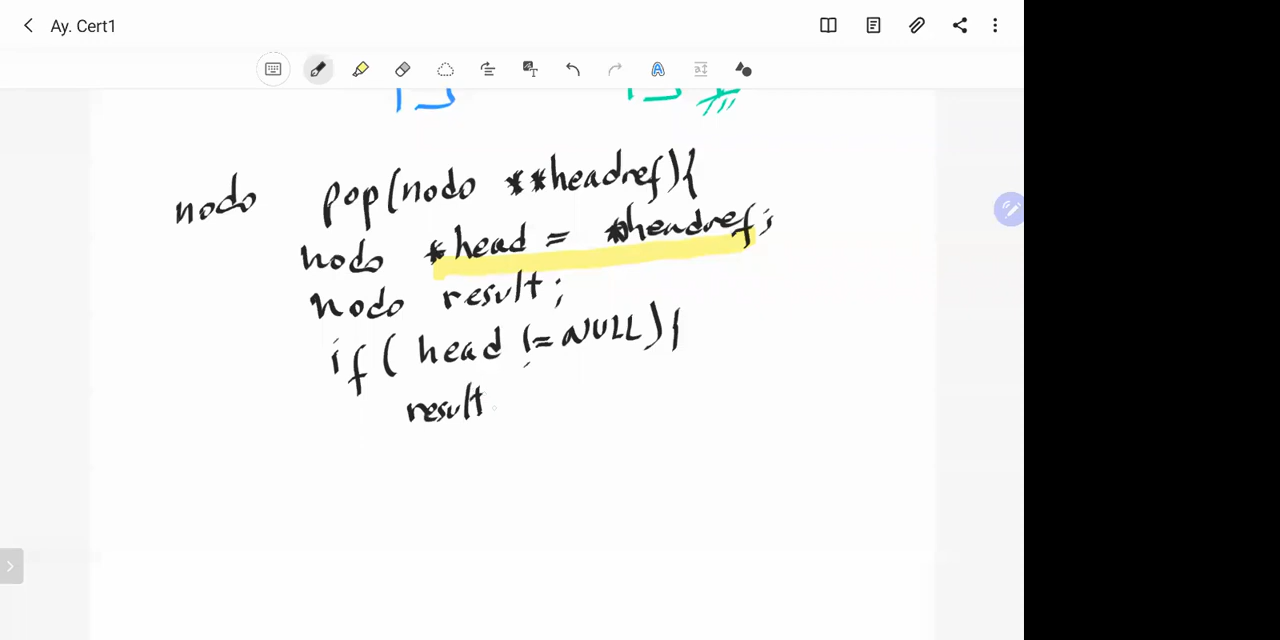 Ay. Cert1
nodo pop(nodo **headref){
nodo *head = *headref;
nodo result;
if( head != NULL){
result